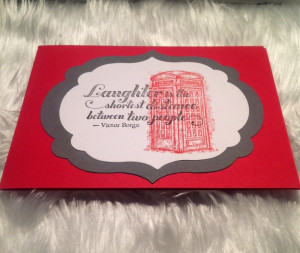 Laughter is the
shortest distance
between two people.
— Victor Borge